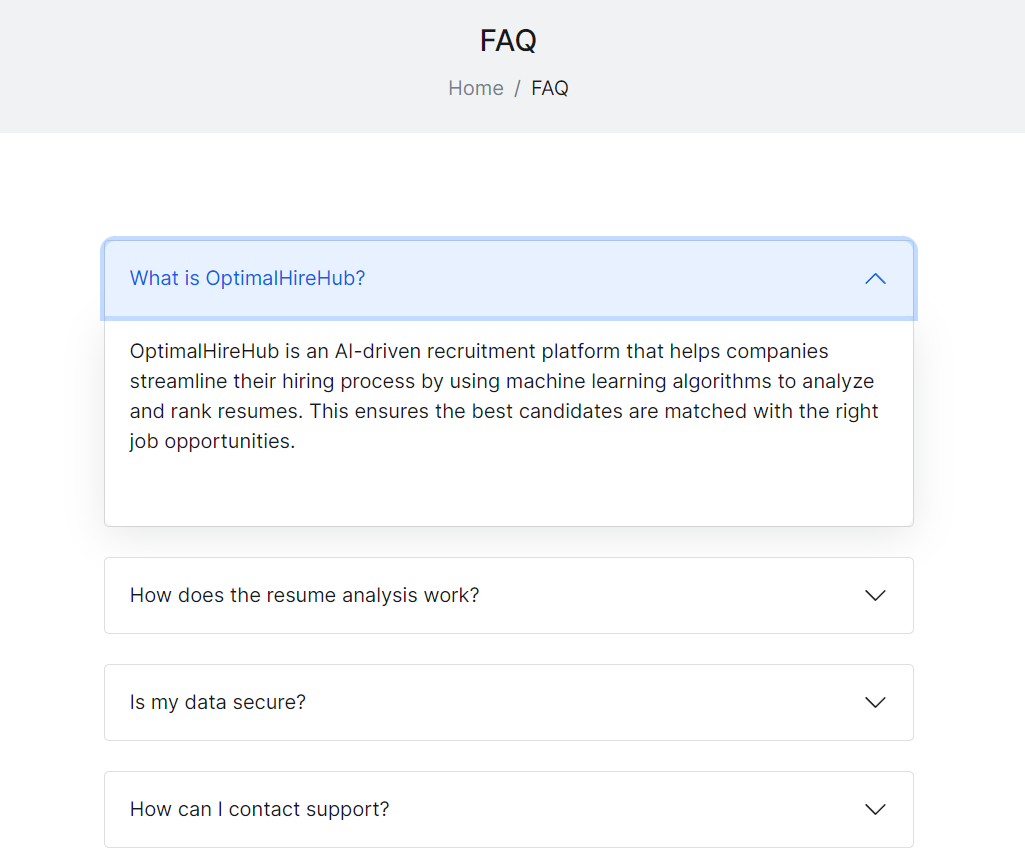 FAQ
Home / FAQ
What is OptimalHireHub?
OptimalHireHub is an AI-driven recruitment platform that helps companies
streamline their hiring process by using machine learning algorithms to analyze
and rank resumes. This ensures the best candidates are matched with the right
job opportunities.
How does the resume analysis work?
Is my data secure?
How can I contact support?